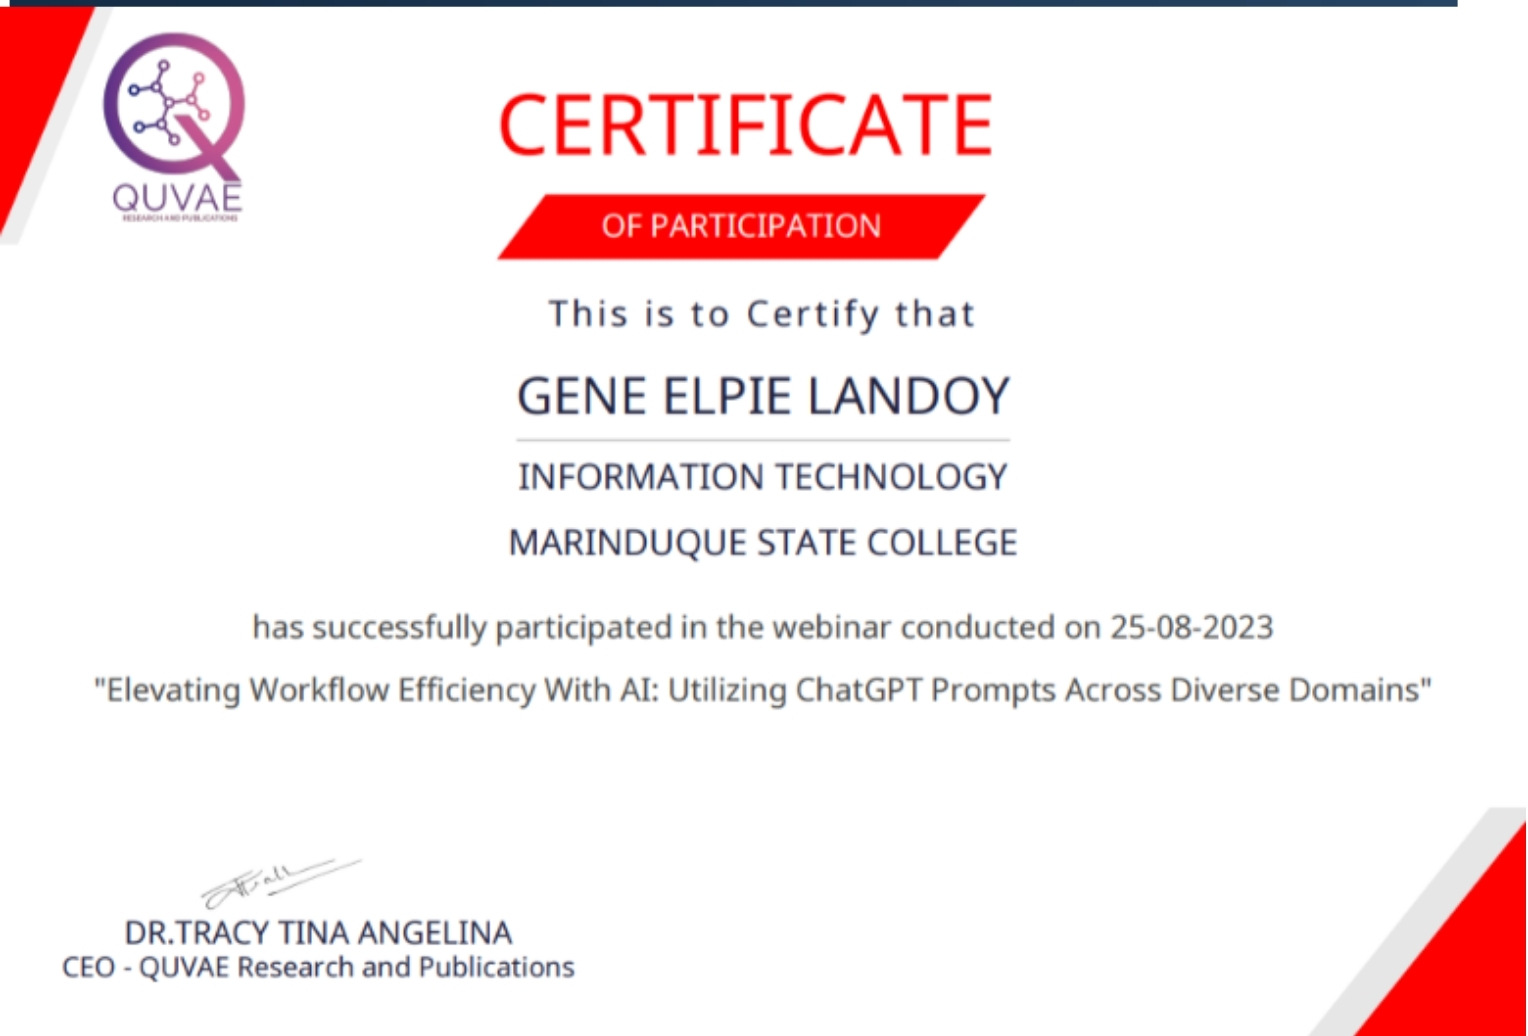 QUVAE
RESEARCH AND PUBLICATIONS
CERTIFICATE
OF PARTICIPATION
This is to Certify that
GENE ELPIE LANDOY
INFORMATION TECHNOLOGY
MARINDUQUE STATE COLLEGE
has successfully participated in the webinar conducted on 25-08-2023
"Elevating Workflow Efficiency With AI: Utilizing ChatGPT Prompts Across Diverse Domains"
DR.TRACY TINA ANGELINA
CEO - QUVAE Research and Publications